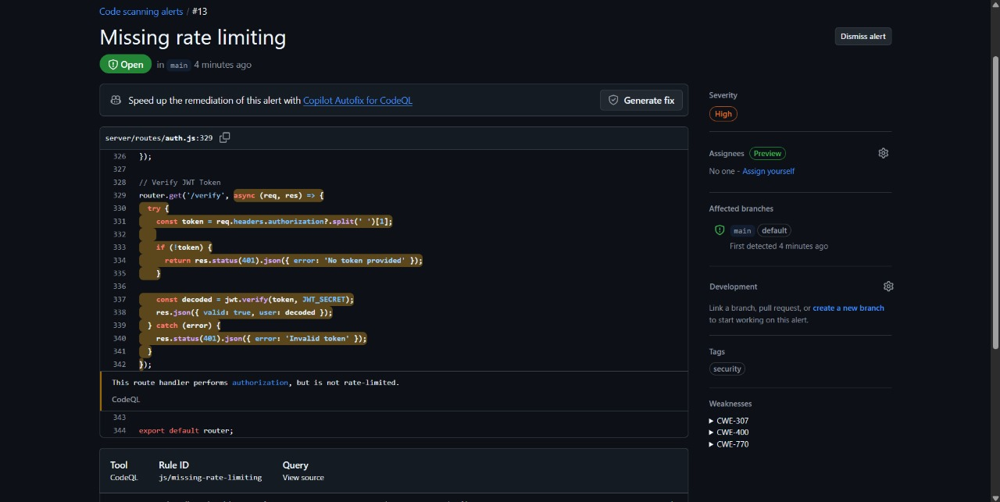 Code scanning alerts / #13
Missing rate limiting
Dismiss alert
Open in main 4 minutes ago
Speed up the remediation of this alert with Copilot Autofix for CodeQL
Generate fix
server/routes/auth.js:329
326 });
327
328 // Verify JWT Token
329 router.get('/verify', async (req, res) => {
330 try {
331 const token = req.headers.authorization?.split(' ')[1];
332
333 if (!token) {
334 return res.status(401).json({ error: 'No token provided' });
335 }
336
337 const decoded = jwt.verify(token, JWT_SECRET);
338 res.json({ valid: true, user: decoded });
339 } catch (error) {
340 res.status(401).json({ error: 'Invalid token' });
341 }
342 });
This route handler performs authorization, but is not rate-limited.
CodeQL
343
344 export default router;
Tool Rule ID Query
CodeQL js/missing-rate-limiting View source
Severity
High
Assignees Preview
No one - Assign yourself
Affected branches
main default
First detected 4 minutes ago
Development
Link a branch, pull request, or create a new branch
to start working on this alert.
Tags
security
Weaknesses
CWE-307
CWE-400
CWE-770